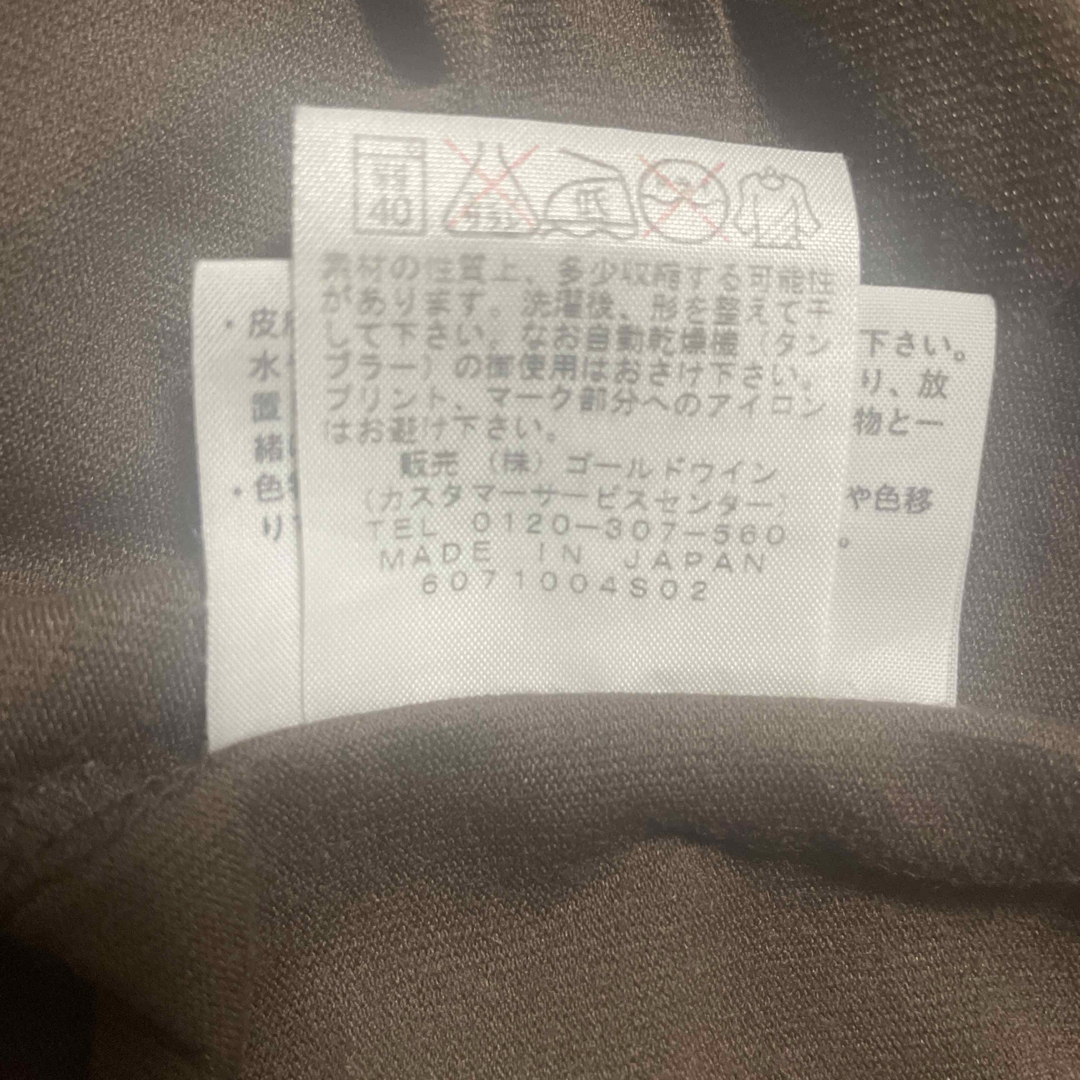 弱
40
エンソサラシ
低
素材の性質上、多少収縮する可能性
があります。洗濯後、形を整えて干
して下さい。なお自動乾燥機（タン
ブラー）の御使用はおさけ下さい。
プリント、マーク部分へのアイロン
はお避け下さい。
販売 （株）ゴールドウイン
（カスタマーサービスセンター）
TEL 0120-307-560
MADE IN JAPAN
6071004S02
・皮
下さい。
水
り、放
置
物と一
緒
・色
や色移
り
。